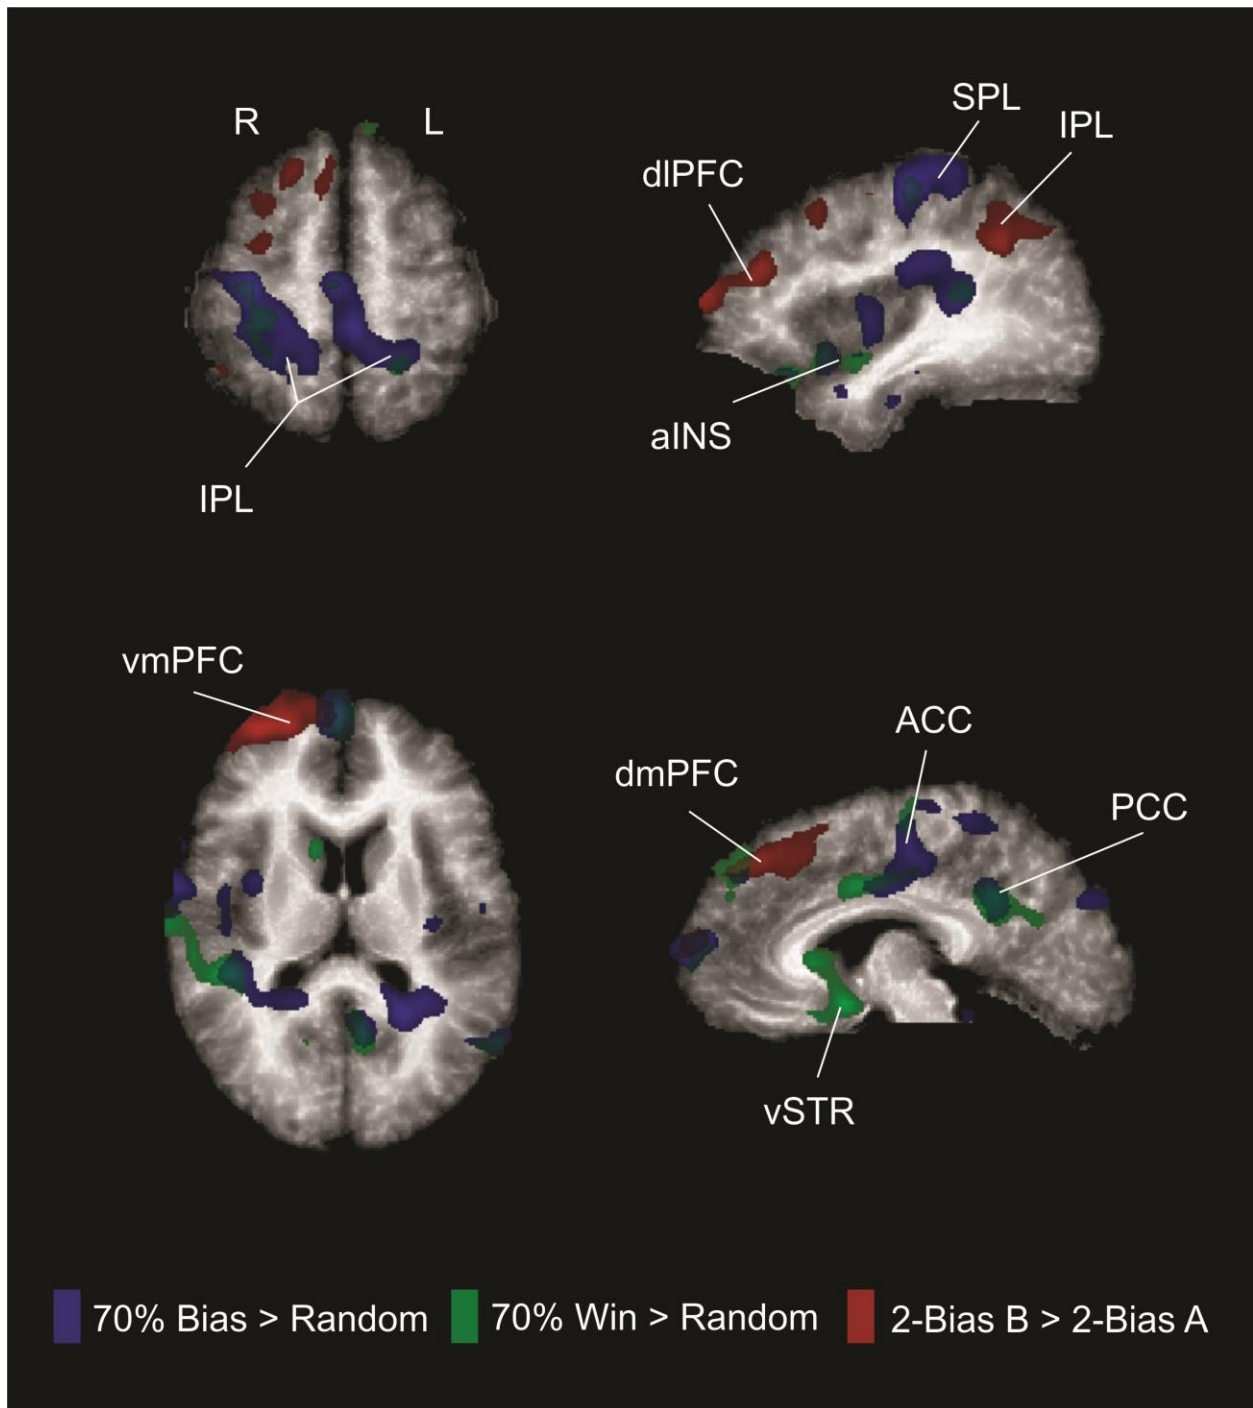 R
L
SPL
IPL
dlPFC
aINS
IPL
vmPFC
ACC
dmPFC
PCC
vSTR
70% Bias > Random
70% Win > Random
2-Bias B > 2-Bias A